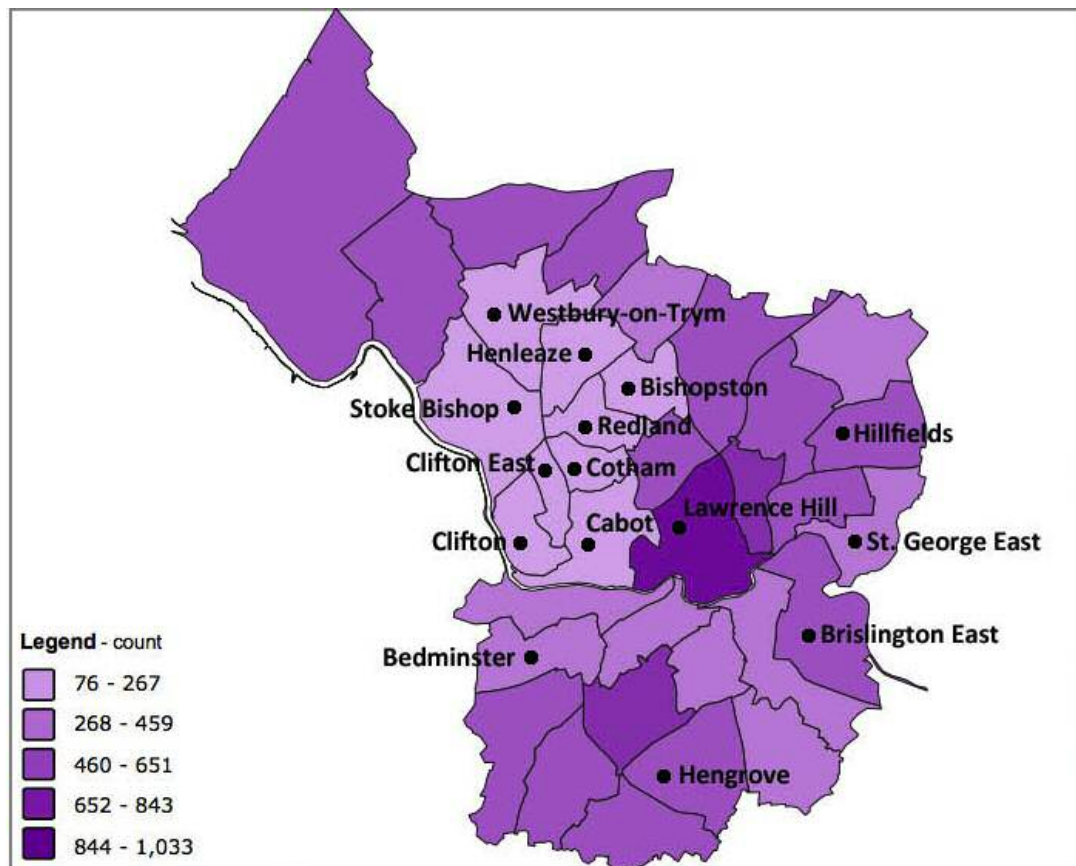 Westbury-on-Trym
Henleaze
Bishopston
Stoke Bishop
Redland
Hillfields
Clifton East
Cotham
Lawrence Hill
Cabot
Clifton
St. George East
Brislington East
Bedminster
Hengrove
Legend - count
76 - 267
268 - 459
460 - 651
652 - 843
844 - 1,033